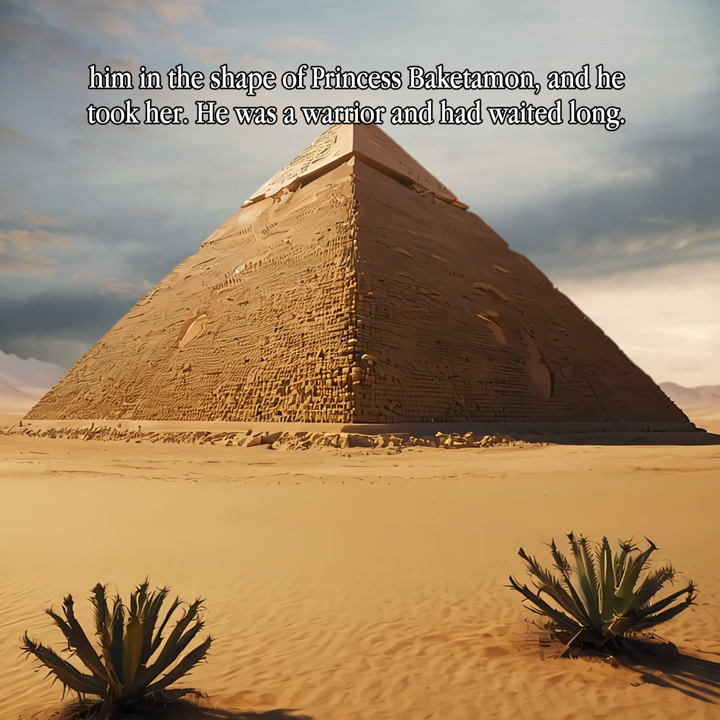 him in the shape of Princess Baketamon, and he
took her. He was a warrior and had waited long.